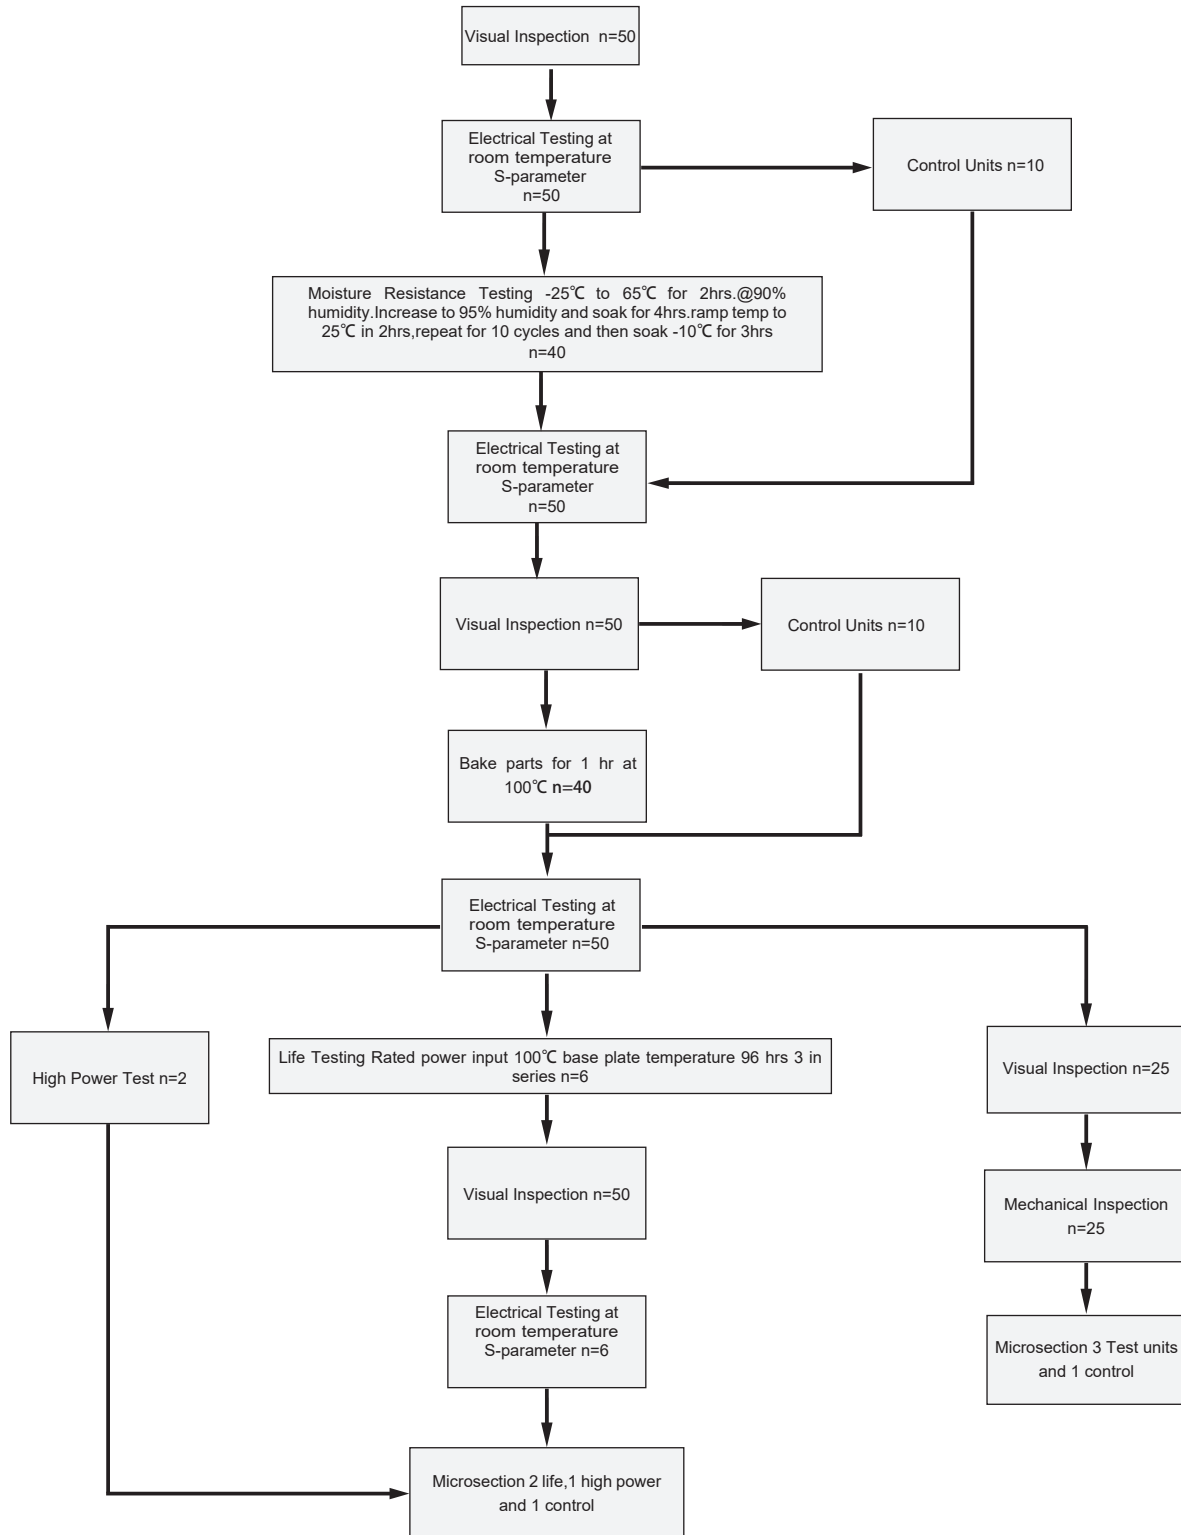 Visual Inspection n=50
Electrical Testing at
room temperature
S-parameter
n=50
Control Units n=10
Moisture Resistance Testing -25℃ to 65℃ for 2hrs.@90%
humidity.Increase to 95% humidity and soak for 4hrs.ramp temp to
25℃ in 2hrs,repeat for 10 cycles and then soak -10℃ for 3hrs
n=40
Electrical Testing at
room temperature
S-parameter
n=50
Visual Inspection n=50
Control Units n=10
Bake parts for 1 hr at
100℃ n=40
Electrical Testing at
room temperature
S-parameter n=50
High Power Test n=2
Life Testing Rated power input 100℃ base plate temperature 96 hrs 3 in
series n=6
Visual Inspection n=25
Visual Inspection n=50
Mechanical Inspection
n=25
Electrical Testing at
room temperature
S-parameter n=6
Microsection 3 Test units
and 1 control
Microsection 2 life,1 high power
and 1 control